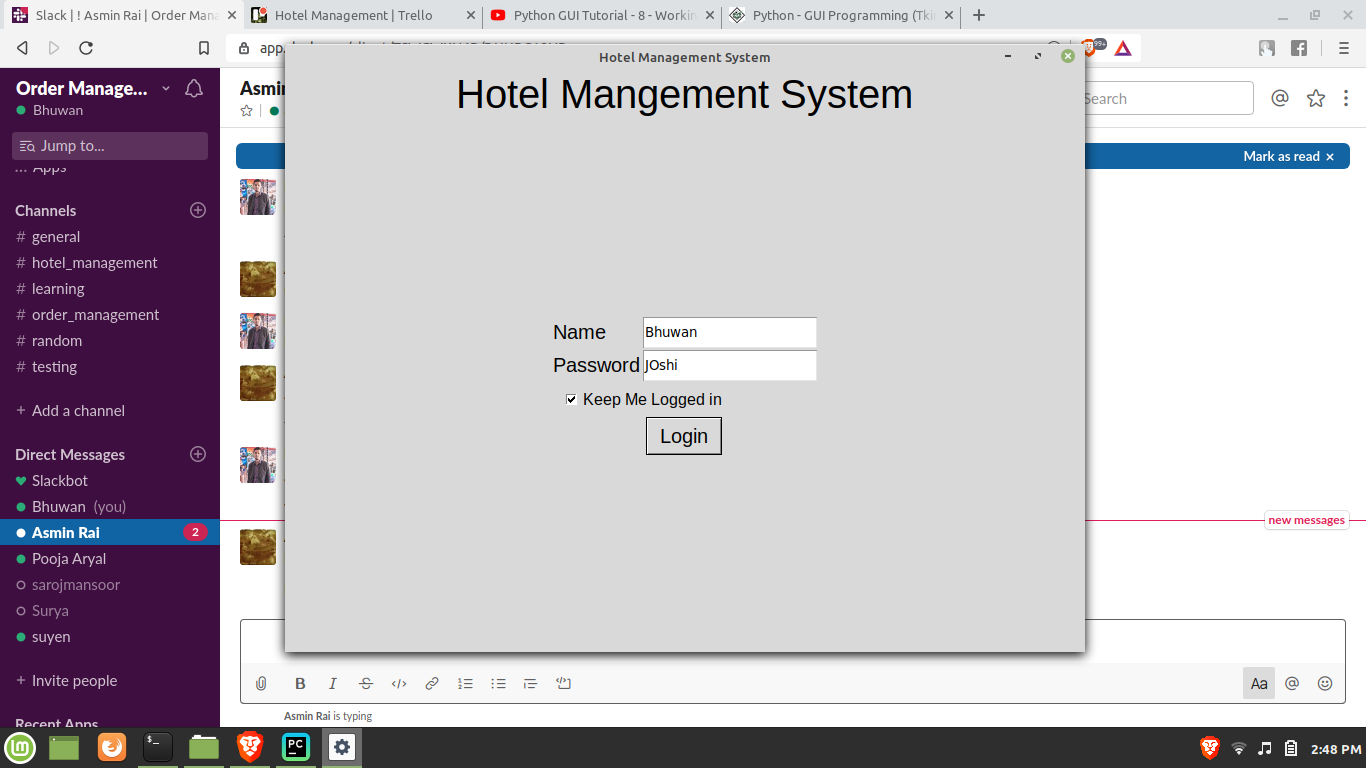 Slack | ! Asmin Rai | Order Mana
Hotel Management | Trello
Python GUI Tutorial - 8 - Workin
Python - GUI Programming (Tki
99+
Hotel Management System
Hotel Mangement System
Order Manage...
Bhuwan
Jump to...
Apps
Channels
# general
# hotel_management
# learning
# order_management
# random
# testing
+ Add a channel
Direct Messages
Slackbot
Bhuwan (you)
Asmin Rai 2
Pooja Aryal
sarojmansoor
Surya
suyen
+ Invite people
Recent Apps
Search
Mark as read ×
Name Bhuwan
Password JOshi
Keep Me Logged in
Login
new messages
B I S
Aa @
Asmin Rai is typing
PC
2:48 PM